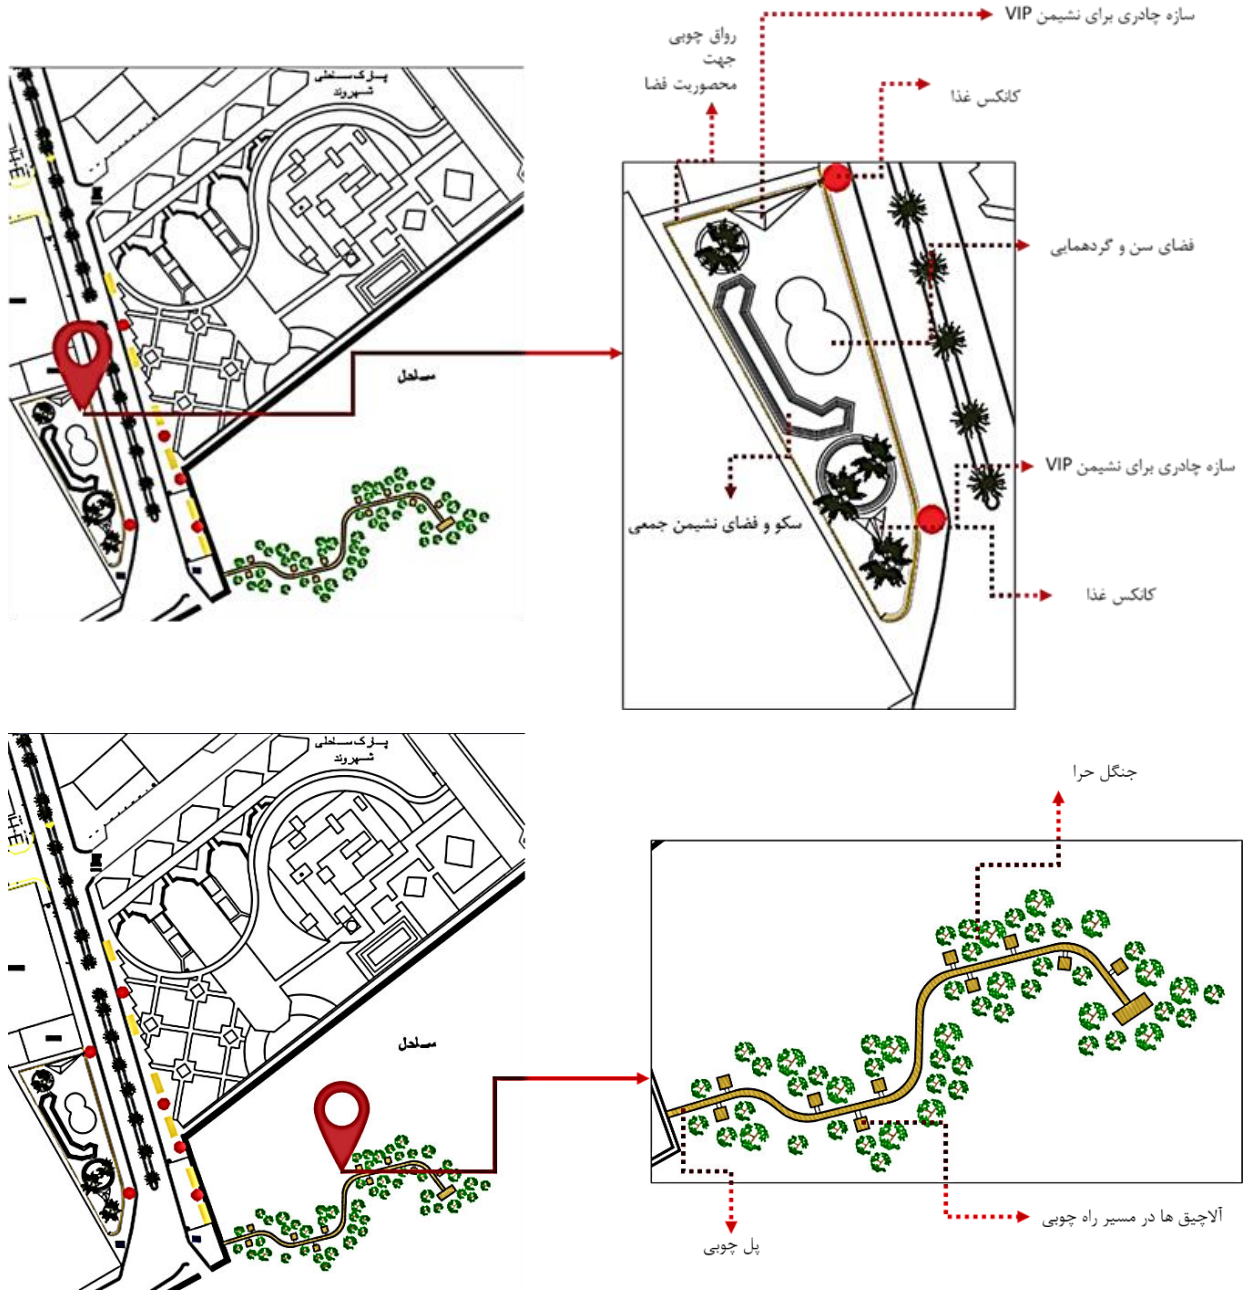 سازه چادری برای نشیمن VIP
رواق چوبی
جهت
محصوریت فضا
کانکس غذا
پارک ساحلی
شهروند
فضای سن و گردهمایی
ساحل
سازه چادری برای نشیمن VIP
سکو و فضای نشیمن جمعی
کانکس غذا
پارک ساحلی
شهروند
جنگل حرا
ساحل
آلاچیق ها در مسیر راه چوبی
پل چوبی